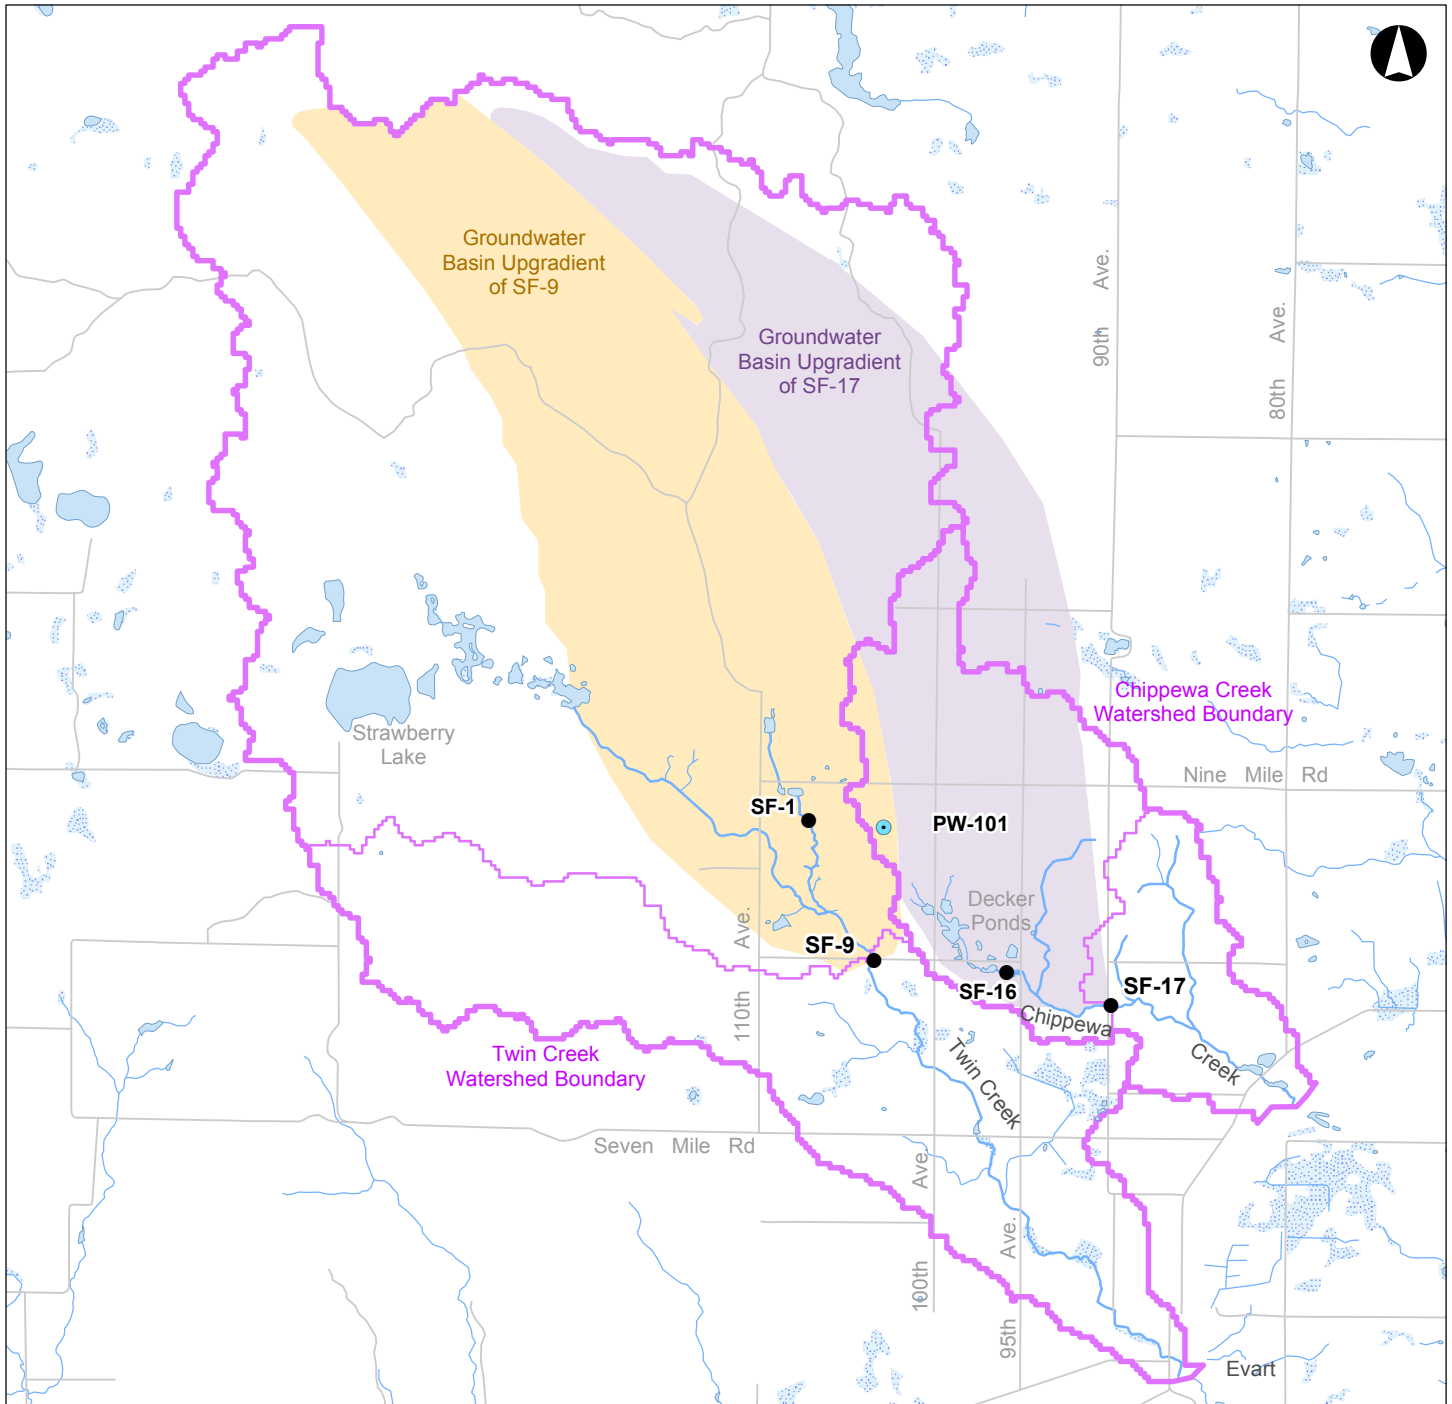 Groundwater
Basin Upgradient
of SF-9
Groundwater
Basin Upgradient
of SF-17
90th Ave.
80th Ave.
Chippewa Creek
Watershed Boundary
Strawberry
Lake
Nine Mile Rd
SF-1
PW-101
Decker
Ponds
110th Ave.
SF-9
SF-16
SF-17
Chippewa
Creek
Twin Creek
Twin Creek
Watershed Boundary
Seven Mile Rd
100th Ave.
95th Ave.
Evart